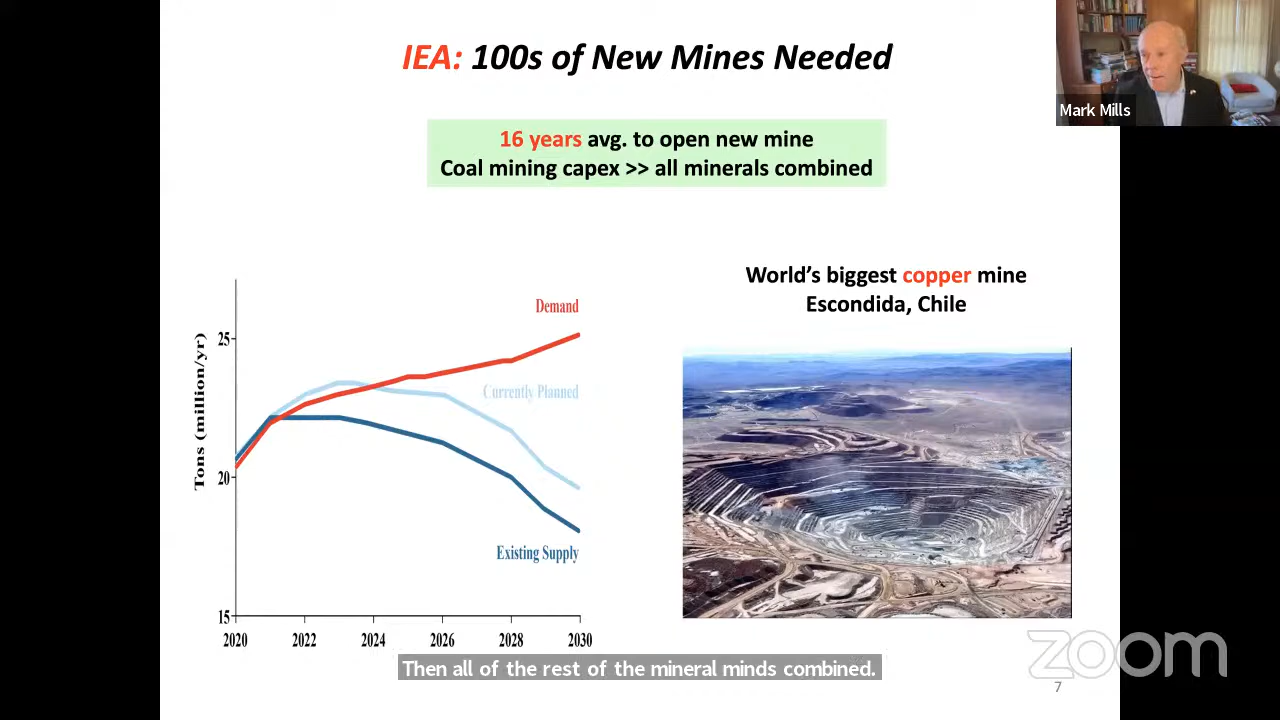 IEA: 100s of New Mines Needed
Mark Mills
16 years avg. to open new mine
Coal mining capex >> all minerals combined
World's biggest copper mine
Escondida, Chile
Demand
Currently Planned
Existing Supply
Tons (million/yr)
25
20
15
2020 2022 2024 2026 2028 2030
Then all of the rest of the mineral minds combined.
zoom
7